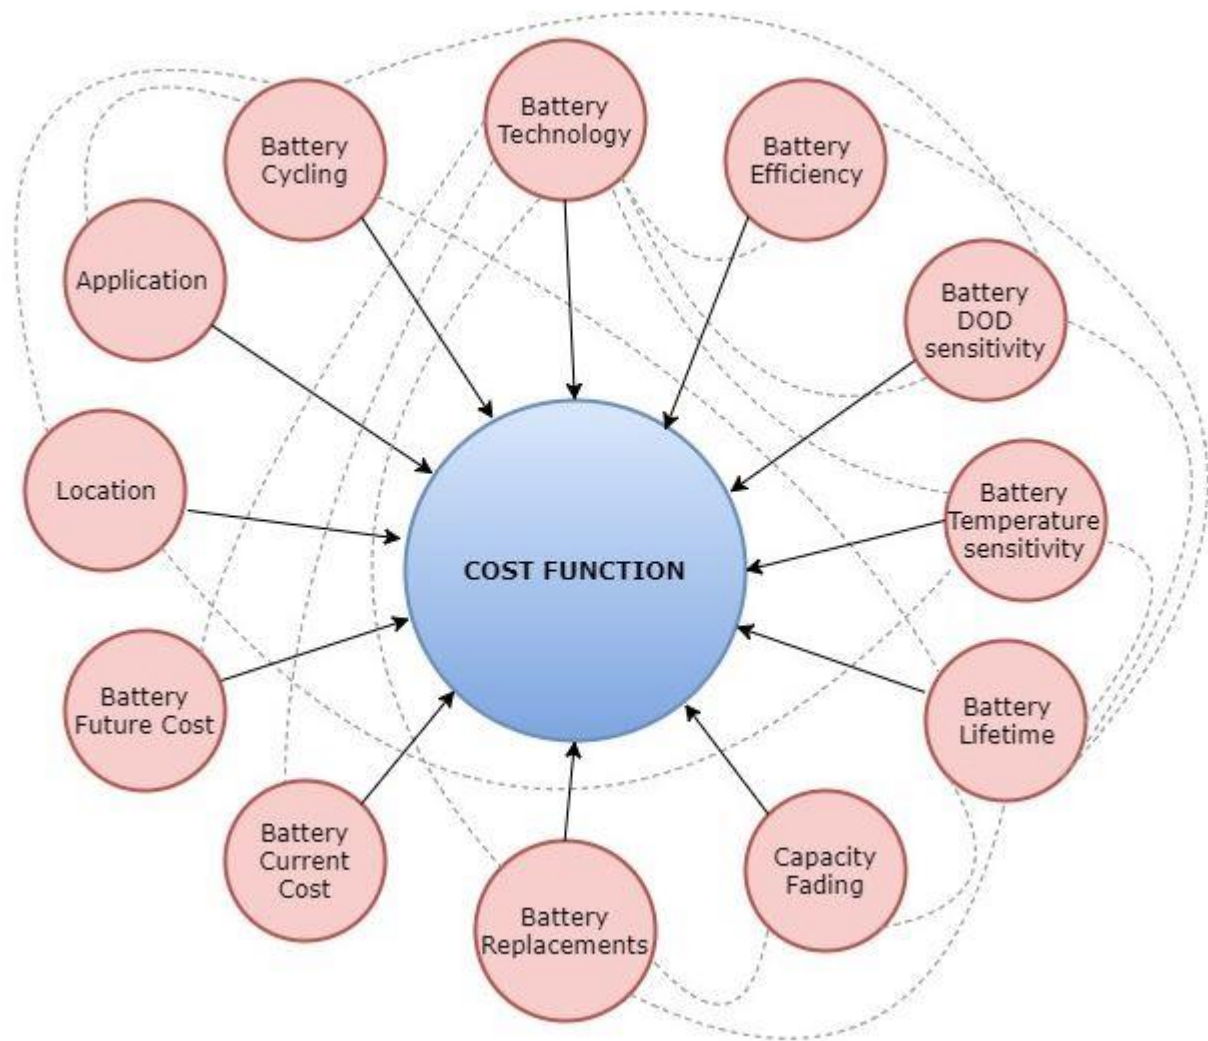 Battery
Technology
Battery
Efficiency
Battery
DOD
sensitivity
Battery
Temperature
sensitivity
Battery
Lifetime
Capacity
Fading
Battery
Replacements
Battery
Current
Cost
Battery
Future Cost
Location
Application
Battery
Cycling
COST FUNCTION